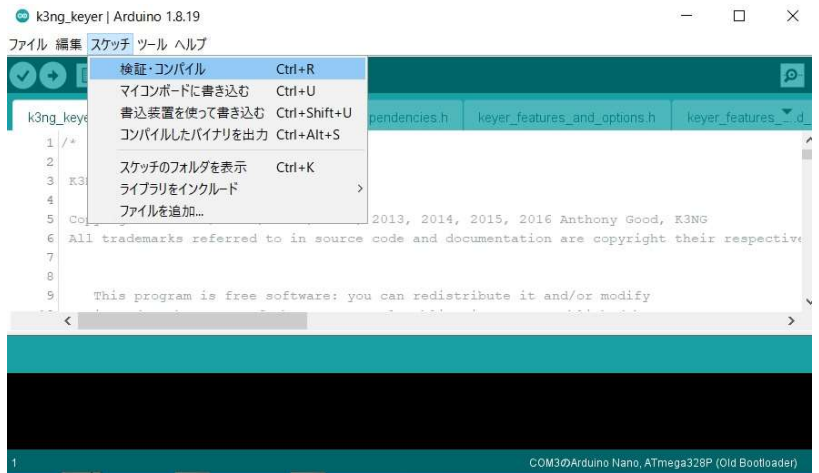 k3ng_keyer | Arduino 1.8.19
ファイル 編集 スケッチ ツール ヘルプ
検証・コンパイル Ctrl+R
マイコンボードに書き込む Ctrl+U
書込装置を使って書き込む Ctrl+Shift+U
コンパイルしたバイナリを出力 Ctrl+Alt+S
スケッチのフォルダを表示 Ctrl+K
ライブラリをインクルード
ファイルを追加...
k3ng_keye pendencies.h keyer_features_and_options.h keyer_features_
1 /*
2
3 K3
4
5 Co 2013, 2014, 2015, 2016 Anthony Good, K3NG
6 All trademarks referred to in source code and documentation are copyright their respective
7
8
9 This program is free software: you can redistribute it and/or modify
1 COM3のArduino Nano, ATmega328P (Old Bootloader)